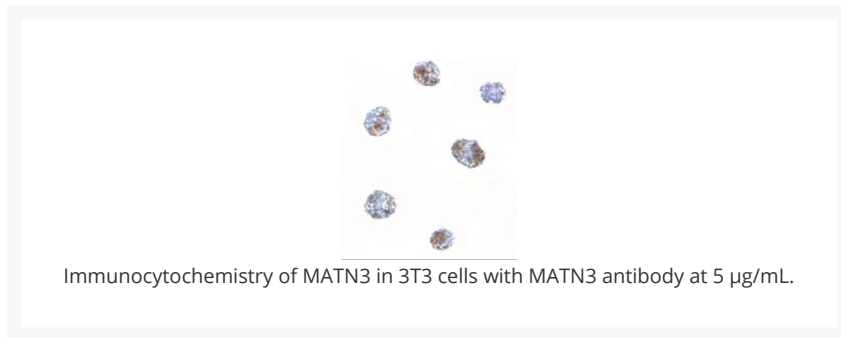 Immunocytochemistry of MATN3 in 3T3 cells with MATN3 antibody at 5 μg/mL.